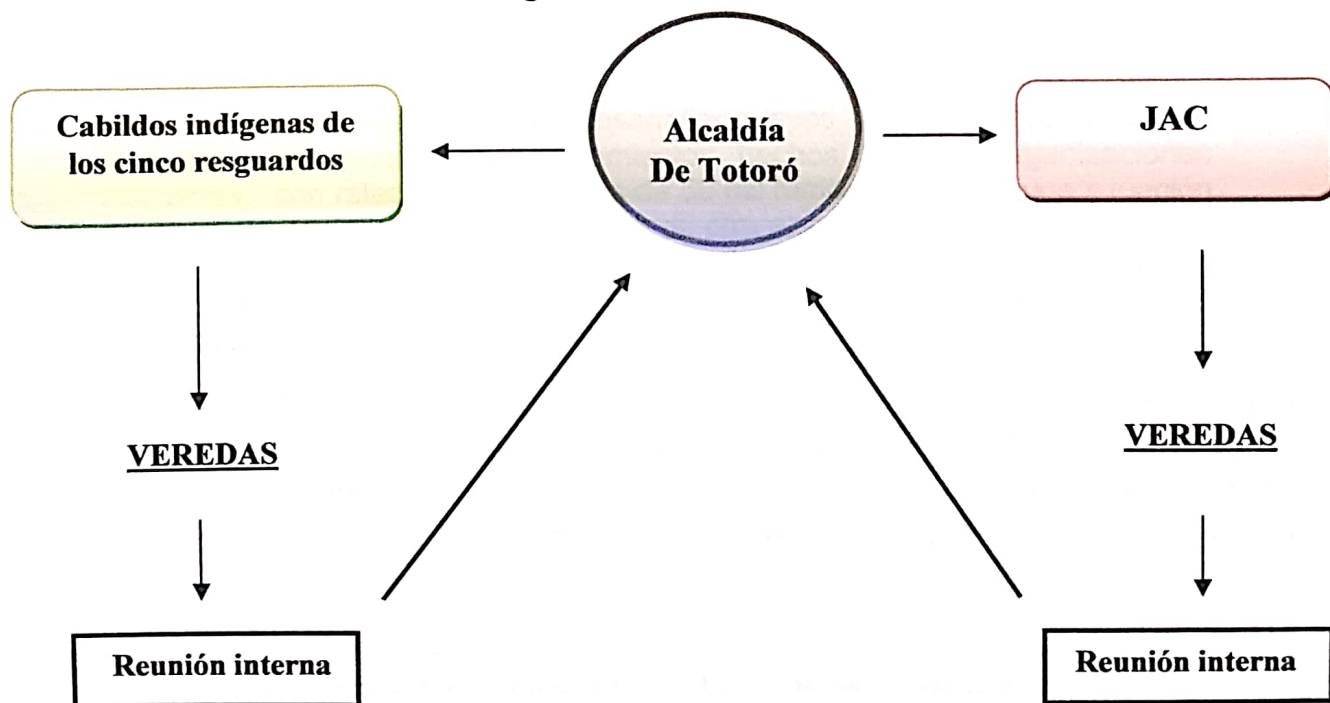 Cabildos indígenas de
los cinco resguardos
Alcaldía
De Totoró
JAC
VEREDAS
VEREDAS
Reunión interna
Reunión interna